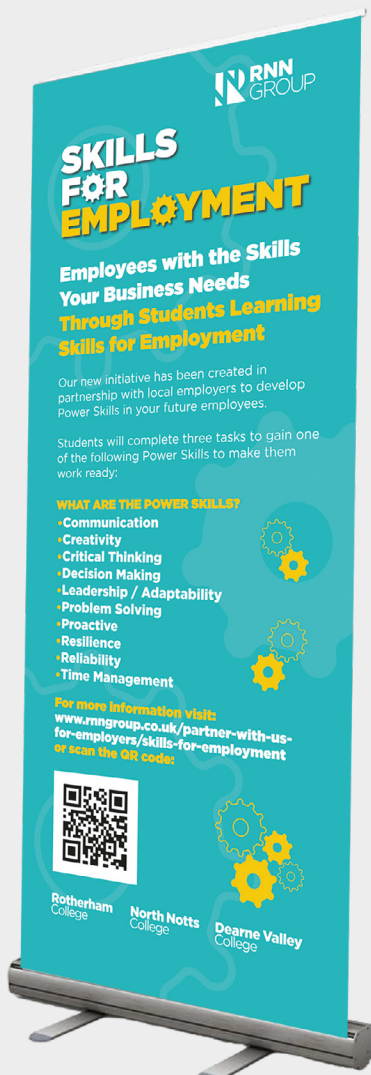 RNN
GROUP
SKILLS
FOR
EMPLOYMENT
Employees with the Skills
Your Business Needs
Through Students Learning
Skills for Employment
Our new initiative has been created in
partnership with local employers to develop
Power Skills in your future employees.
Students will complete three tasks to gain one
of the following Power Skills to make them
work ready:
WHAT ARE THE POWER SKILLS?
•Communication
•Creativity
•Critical Thinking
•Decision Making
•Leadership / Adaptability
•Problem Solving
•Proactive
•Resilience
•Reliability
•Time Management
For more information visit:
www.rnngroup.co.uk/partner-with-us-
for-employers/skills-for-employment
or scan the QR code:
Rotherham
College
North Notts
College
Dearne Valley
College